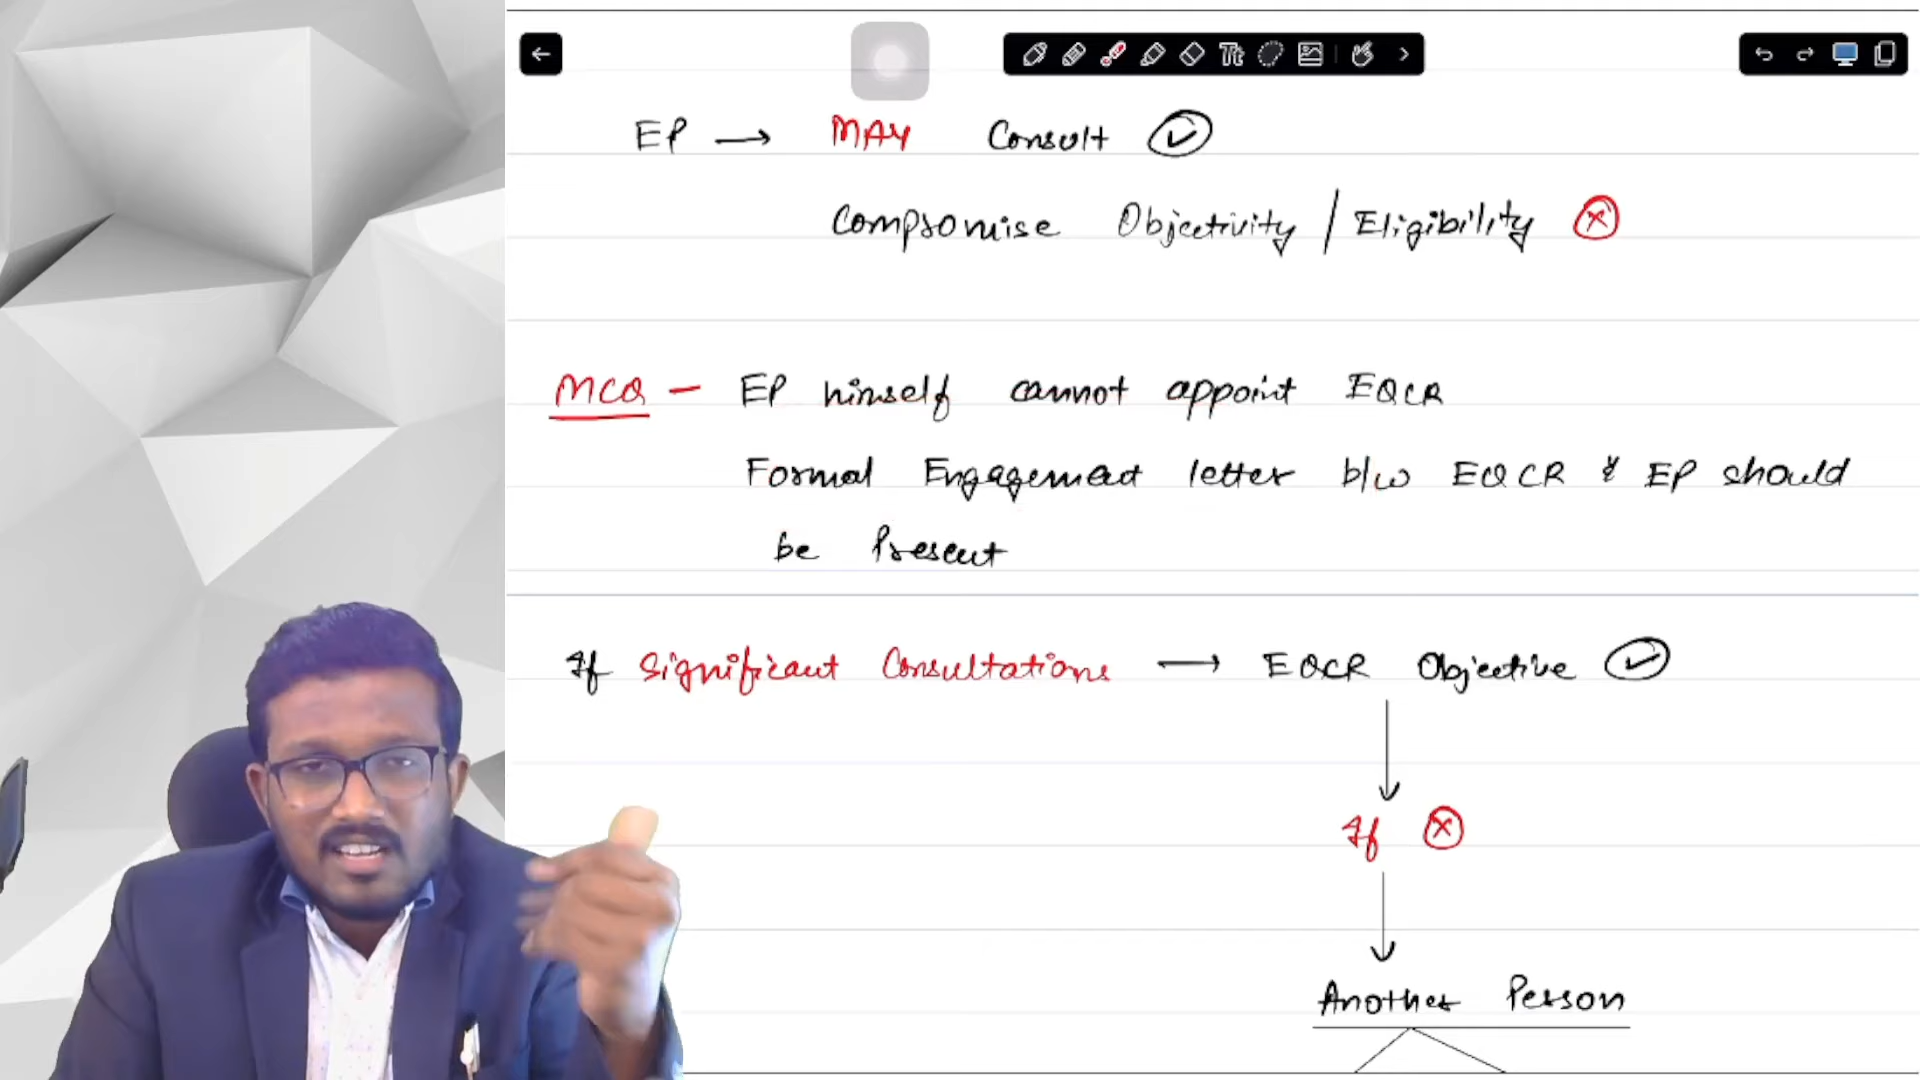 EP → MAY Consult ✓
Compromise Objectivity / Eligibility ✗
MCQ - EP himself cannot appoint EQCR
Formal Engagement letter b/w EQCR & EP should
be Present
If Significant Consultations → EQCR Objective ✓
If ✗
Another Person